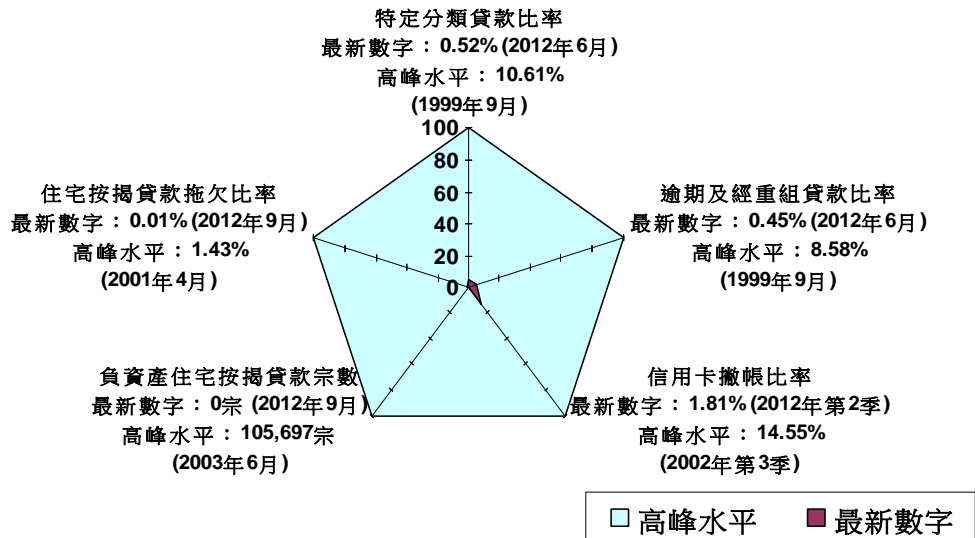 特定分類貸款比率
最新數字：0.52% (2012年6月)
高峰水平：10.61%
(1999年9月)
100
80
60
40
20
0
住宅按揭貸款拖欠比率
最新數字：0.01% (2012年9月)
高峰水平：1.43%
(2001年4月)
逾期及經重組貸款比率
最新數字：0.45% (2012年6月)
高峰水平：8.58%
(1999年9月)
負資產住宅按揭貸款宗數
最新數字：0宗 (2012年9月)
高峰水平：105,697宗
(2003年6月)
信用卡撇帳比率
最新數字：1.81% (2012年第2季)
高峰水平：14.55%
(2002年第3季)
高峰水平
最新數字